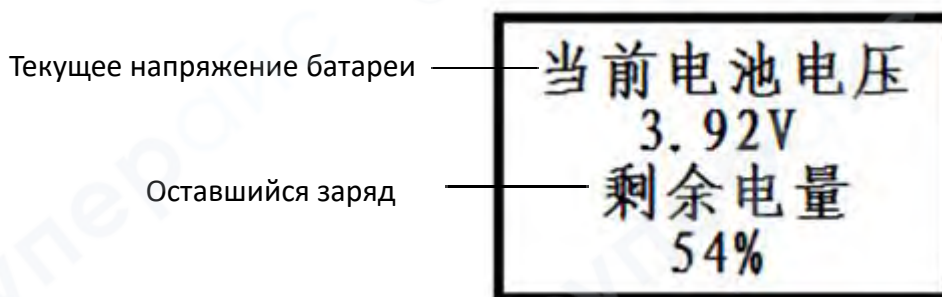 Текущее напряжение батареи
当前电池电压
3.92V
Оставшийся заряд
剩余电量
54%